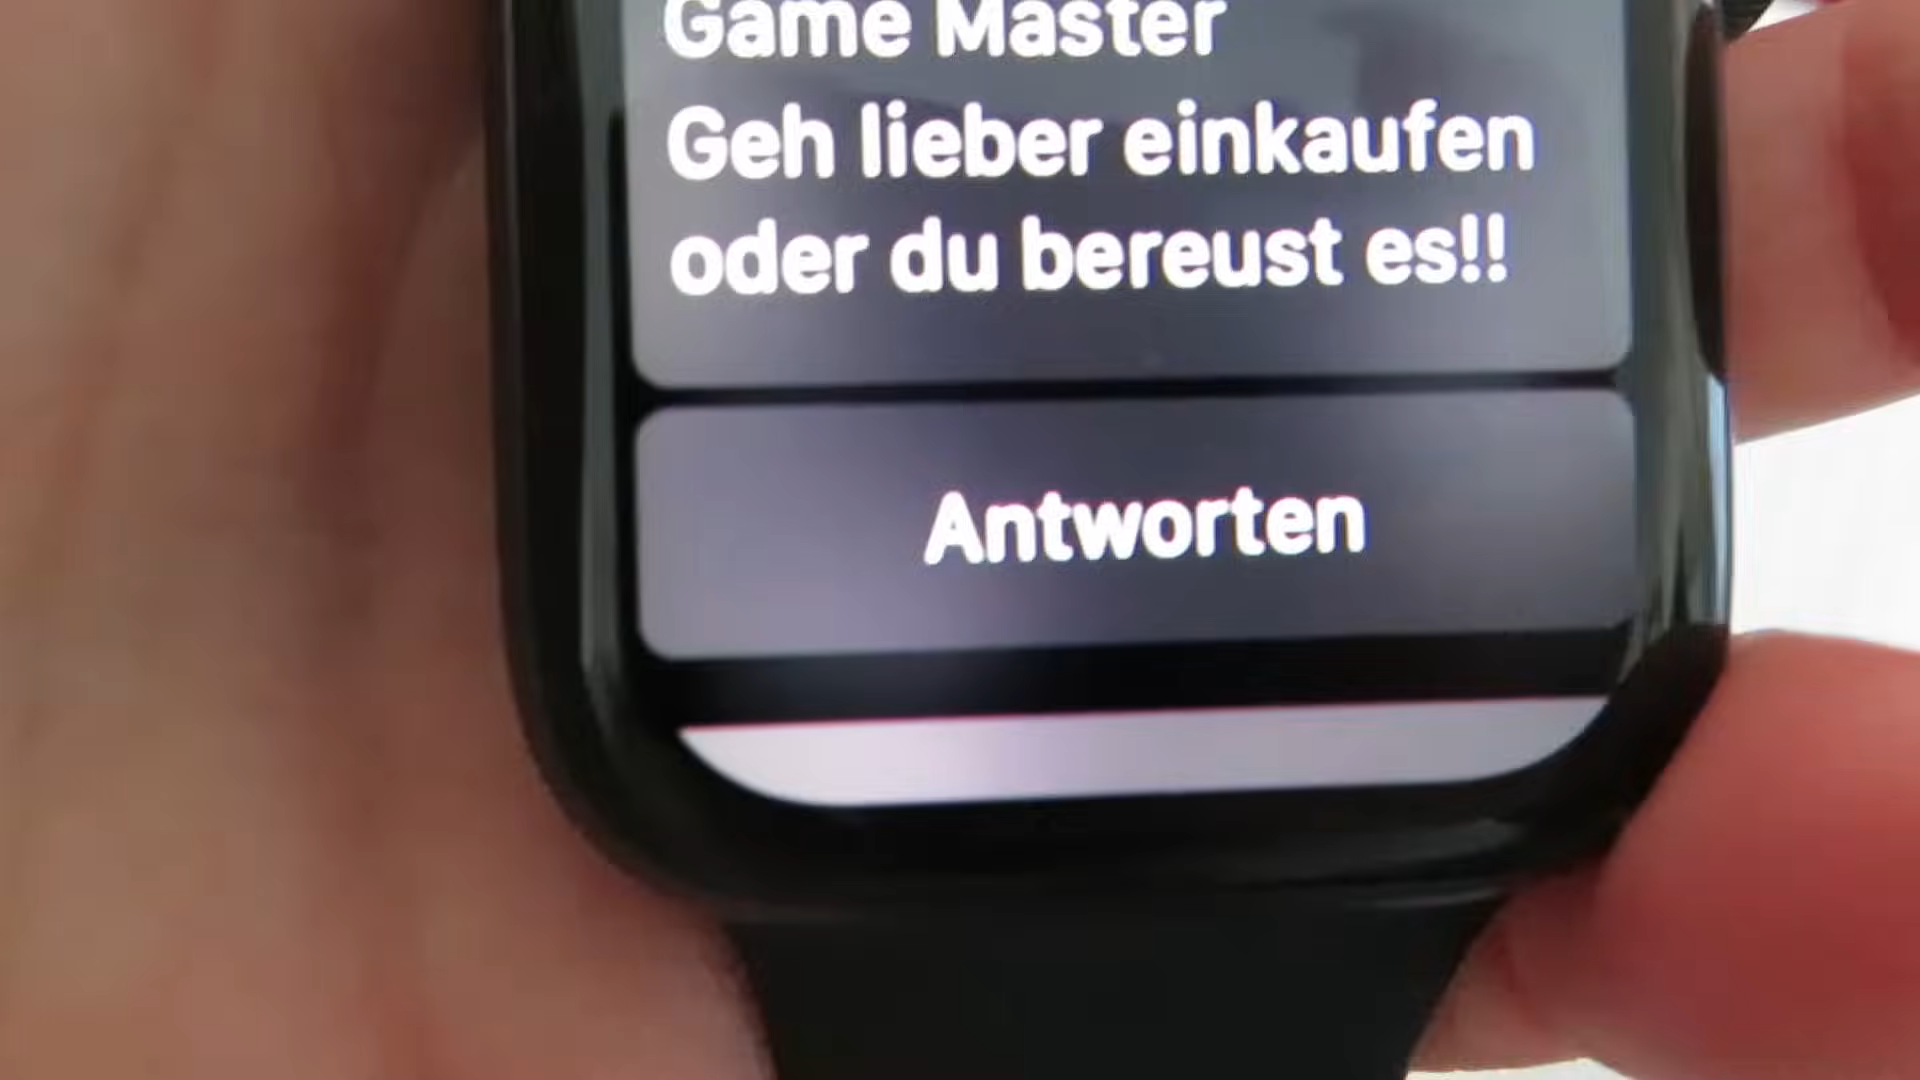 Game Master
Geh lieber einkaufen
oder du bereust es!!
Antworten